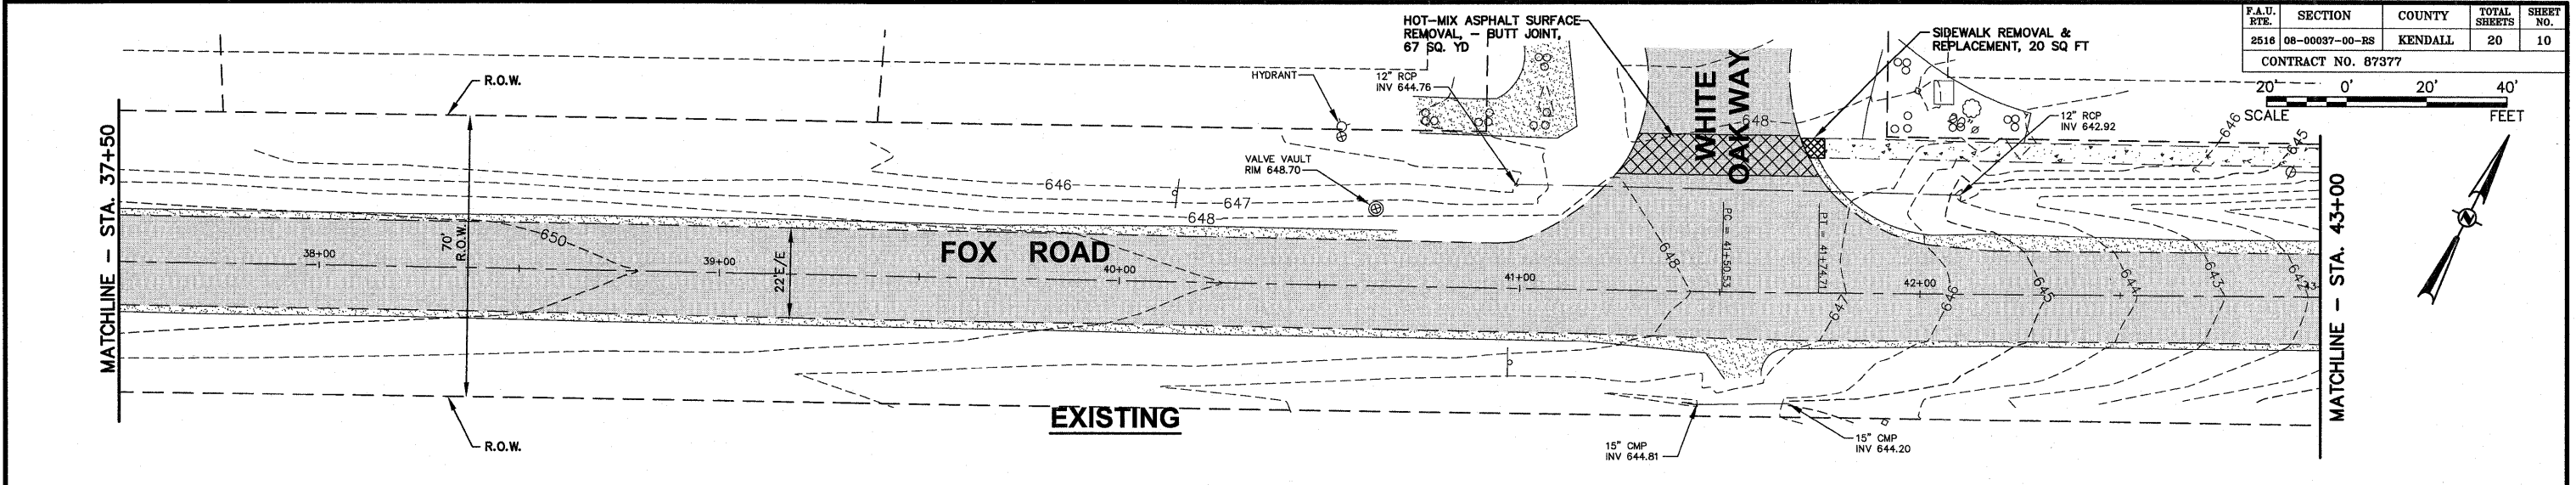 HOT-MIX ASPHALT SURFACE
REMOVAL, - BUTT JOINT,
67 SQ. YD
SIDEWALK REMOVAL &
REPLACEMENT, 20 SQ FT
F.A.U. RTE.
SECTION
COUNTY
TOTAL SHEETS
SHEET NO.
2516
08-00037-00-RS
KENDALL
20
10
CONTRACT NO. 87377
20'
0'
20'
40'
SCALE
FEET
R.O.W.
HYDRANT
12" RCP
INV 644.76
WHITE
OAKWAY
648
12" RCP
INV 642.92
646
645
MATCHLINE - STA. 37+50
VALVE VAULT
RIM 648.70
646
647
648
MATCHLINE - STA. 43+00
N
70'
R.O.W.
650
38+00
39+00
22'E/E
FOX ROAD
40+00
41+00
648
PC = 41+50.53
PT = 41+74.71
647
42+00
646
645
644
643
642
43
EXISTING
R.O.W.
15" CMP
INV 644.81
15" CMP
INV 644.20